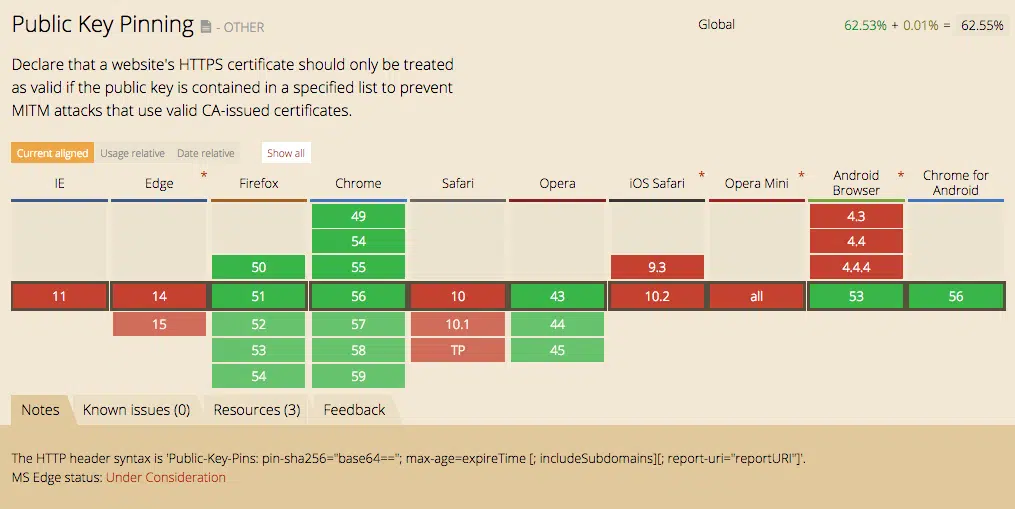 Public Key Pinning - OTHER
Global 62.53% + 0.01% = 62.55%
Declare that a website's HTTPS certificate should only be treated
as valid if the public key is contained in a specified list to prevent
MITM attacks that use valid CA-issued certificates.
Current aligned Usage relative Date relative Show all
IE Edge * Firefox Chrome Safari Opera iOS Safari * Opera Mini * Android Browser * Chrome for Android
49 4.3
54 4.4
50 55 9.3 4.4.4
11 14 51 56 10 43 10.2 all 53 56
15 52 57 10.1 44
53 58 TP 45
54 59
Notes Known issues (0) Resources (3) Feedback
The HTTP header syntax is 'Public-Key-Pins: pin-sha256="base64=="; max-age=expireTime [; includeSubdomains][; report-uri="reportURI"]'.
MS Edge status: Under Consideration